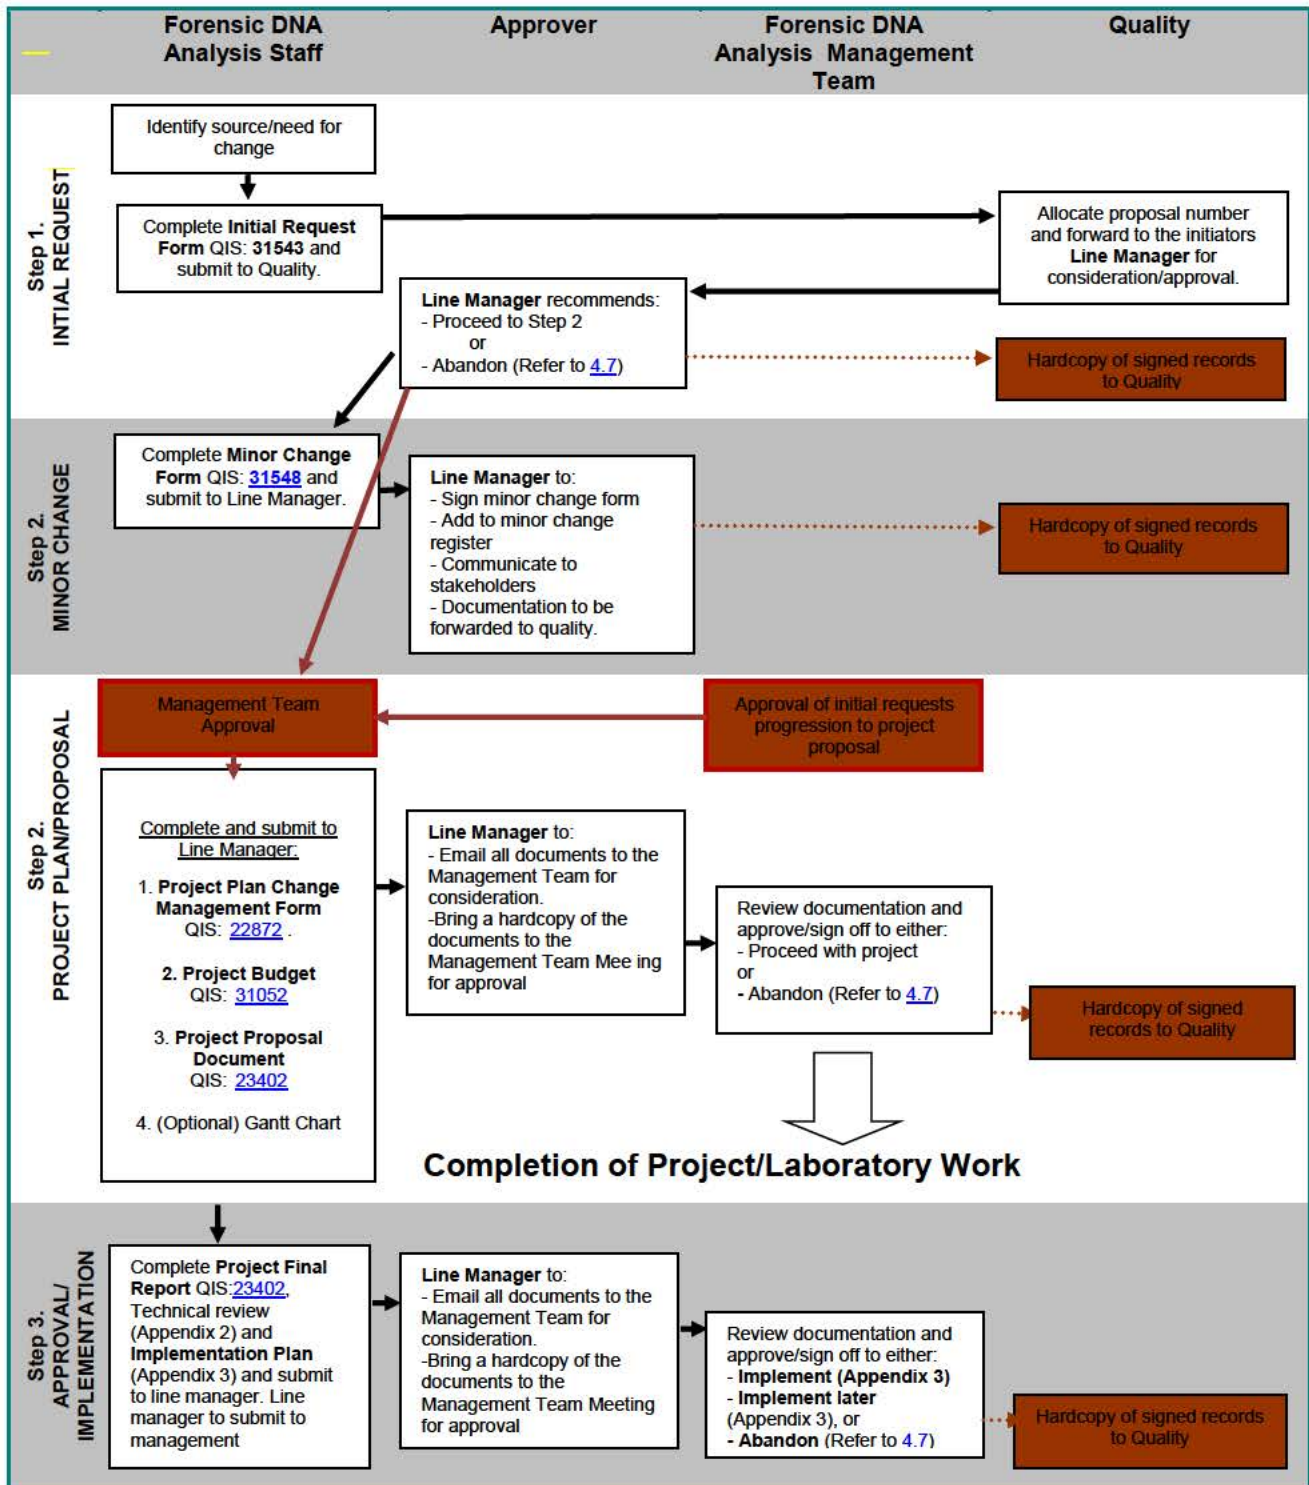 Forensic DNA
Analysis Staff
Approver
Forensic DNA
Analysis Management
Team
Quality
Step 1.
INTIAL REQUEST
Identify source/need for
change
Complete Initial Request
Form QIS: 31543 and
submit to Quality.
Allocate proposal number
and forward to the initiators
Line Manager for
consideration/approval.
Line Manager recommends:
- Proceed to Step 2
or
- Abandon (Refer to 4.7)
Hardcopy of signed records
to Quality
Step 2.
MINOR CHANGE
Complete Minor Change
Form QIS: 31548 and
submit to Line Manager.
Line Manager to:
- Sign minor change form
- Add to minor change
register
- Communicate to
stakeholders
- Documentation to be
forwarded to quality.
Hardcopy of signed records
to Quality
Step 2.
PROJECT PLAN/PROPOSAL
Management Team
Approval
Approval of initial requests
progression to project
proposal
Complete and submit to
Line Manager:
1. Project Plan Change
Management Form
QIS: 22872 .
2. Project Budget
QIS: 31052
3. Project Proposal
Document
QIS: 23402
4. (Optional) Gantt Chart
Line Manager to:
- Email all documents to the
Management Team for
consideration.
-Bring a hardcopy of the
documents to the
Management Team Mee ing
for approval
Review documentation and
approve/sign off to either:
- Proceed with project
or
- Abandon (Refer to 4.7)
Hardcopy of signed
records to Quality
Completion of Project/Laboratory Work
Step 3.
APPROVAL/
IMPLEMENTATION
Complete Project Final
Report QIS:23402,
Technical review
(Appendix 2) and
Implementation Plan
(Appendix 3) and submit
to line manager. Line
manager to submit to
management
Line Manager to:
- Email all documents to the
Management Team for
consideration.
-Bring a hardcopy of the
documents to the
Management Team Meeting
for approval
Review documentation and
approve/sign off to either:
- Implement (Appendix 3)
- Implement later
(Appendix 3), or
- Abandon (Refer to 4.7)
Hardcopy of signed records
to Quality